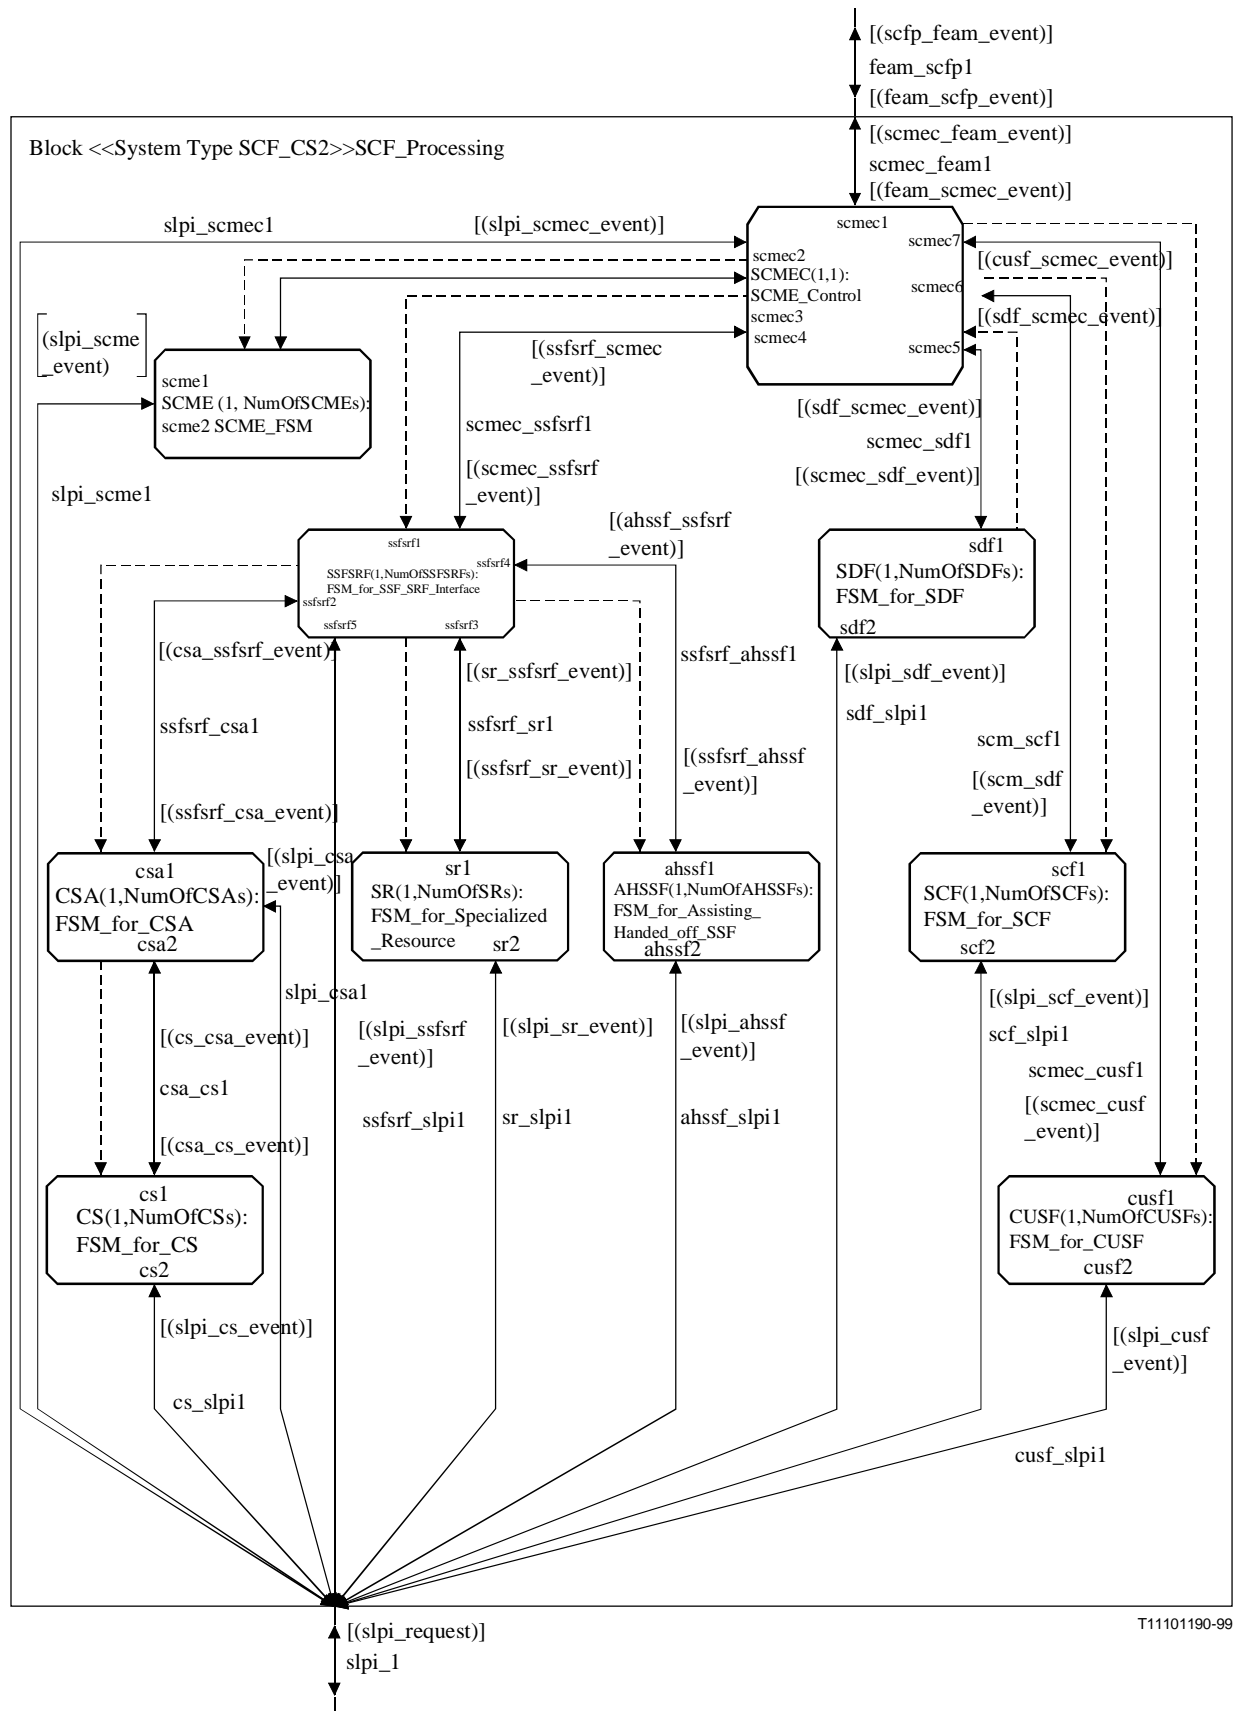 [(scfp_feam_event)]
feam_scfp1
[(feam_scfp_event)]
Block <<System Type SCF_CS2>>SCF_Processing
[(scmec_feam_event)]
scmec_feam1
[(feam_scmec_event)]
slpi_scmec1
[(slpi_scmec_event)]
scmec1
scmec7
scmec2
SCMEC(1,1):
SCME_Control
scmec3
scmec4
scmec6
scmec5
[(cusf_scmec_event)]
[(sdf_scmec_event)]
(slpi_scme
_event)
[(ssfsrf_scmec
_event)]
scme1
SCME (1, NumOfSCMEs):
scme2 SCME_FSM
[(sdf_scmec_event)]
scmec_ssfsrf1
scmec_sdf1
[(scmec_ssfsrf
_event)]
[(scmec_sdf_event)]
slpi_scme1
[(ahssf_ssfsrf
_event)]
ssfsrf1
ssfsrf4
SSFSRF(1,NumOfSSFSRFs):
FSM_for_SSF_SRF_Interface
ssfsrf2
ssfsrf5
ssfsrf3
sdf1
SDF(1,NumOfSDFs):
FSM_for_SDF
sdf2
[(csa_ssfsrf_event)]
[(sr_ssfsrf_event)]
ssfsrf_ahssf1
[(slpi_sdf_event)]
sdf_slpi1
ssfsrf_csa1
ssfsrf_sr1
scm_scf1
[(ssfsrf_sr_event)]
[(ssfsrf_ahssf
_event)]
[(scm_sdf
_event)]
[(ssfsrf_csa_event)]
[(slpi_csa
_event)]
csa1
CSA(1,NumOfCSAs):
FSM_for_CSA
csa2
sr1
SR(1,NumOfSRs):
FSM_for_Specialized
_Resource
sr2
ahssf1
AHSSF(1,NumOfAHSSFs):
FSM_for_Assisting_
Handed_off_SSF
ahssf2
scf1
SCF(1,NumOfSCFs):
FSM_for_SCF
scf2
slpi_csa1
[(cs_csa_event)]
[(slpi_ssfsrf
_event)]
[(slpi_sr_event)]
[(slpi_ahssf
_event)]
[(slpi_scf_event)]
scf_slpi1
scmec_cusf1
csa_cs1
[(scmec_cusf
_event)]
ssfsrf_slpi1
sr_slpi1
ahssf_slpi1
[(csa_cs_event)]
cs1
CS(1,NumOfCSs):
FSM_for_CS
cs2
cusf1
CUSF(1,NumOfCUSFs):
FSM_for_CUSF
cusf2
[(slpi_cs_event)]
[(slpi_cusf
_event)]
cs_slpi1
cusf_slpi1
T11101190-99
[(slpi_request)]
slpi_1